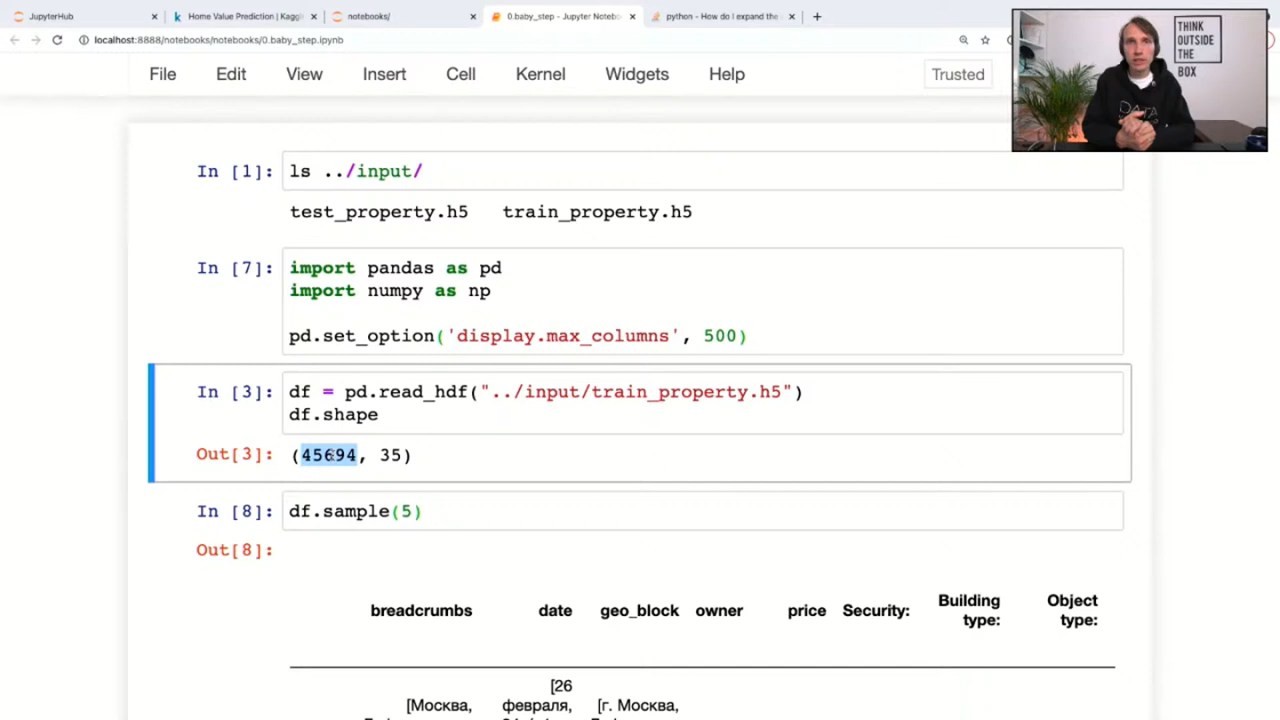 JupyterHub
Home Value Prediction | Kaggl
notebooks/
0.baby_step - Jupyter Notebo
python - How do I expand the
localhost:8888/notebooks/notebooks/0.baby_step.ipynb
File Edit View Insert Cell Kernel Widgets Help
Trusted
THINK
OUTSIDE
THE
BOX
DATA
In [1]: ls ../input/
test_property.h5 train_property.h5
In [7]: import pandas as pd
import numpy as np
pd.set_option('display.max_columns', 500)
In [3]: df = pd.read_hdf("../input/train_property.h5")
df.shape
Out[3]: (45694, 35)
In [8]: df.sample(5)
Out[8]:
breadcrumbs date geo_block owner price Security: Building type: Object type:
[26
[Москва, февраля, [г. Москва,